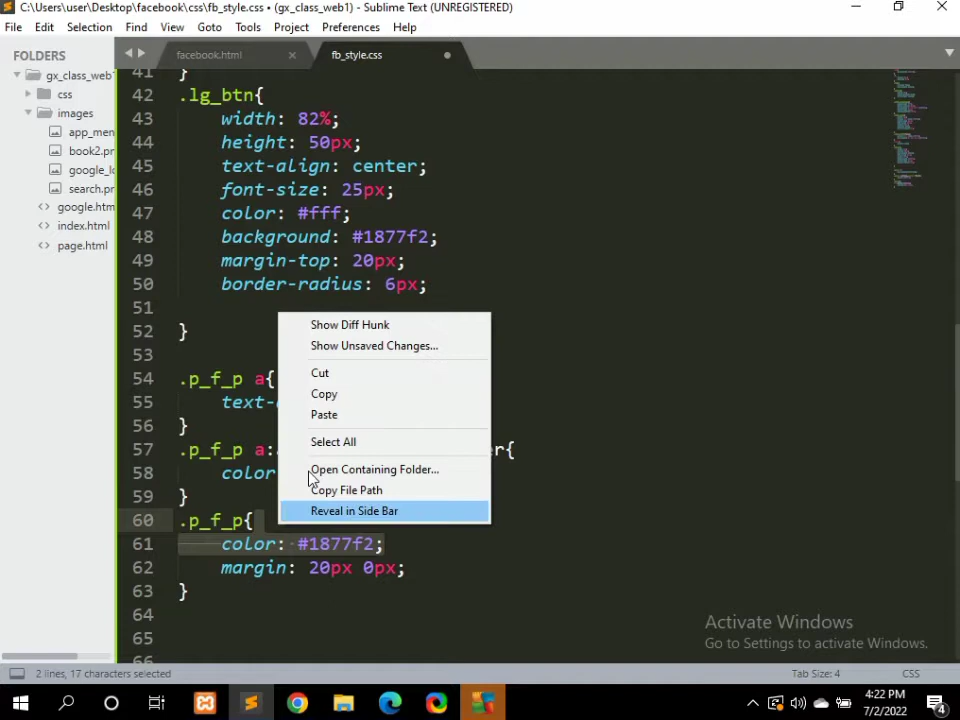 C:\Users\user\Desktop\facebook\css\fb_style.css • (gx_class_web1) - Sublime Text (UNREGISTERED)
File Edit Selection Find View Goto Tools Project Preferences Help
FOLDERS
gx_class_web1
css
images
app_men
book2.pr
google_lo
search.pr
google.htm
index.html
page.html
facebook.html
fb_style.css
41 }
42 .lg_btn{
43 width: 82%;
44 height: 50px;
45 text-align: center;
46 font-size: 25px;
47 color: #fff;
48 background: #1877f2;
49 margin-top: 20px;
50 border-radius: 6px;
51
52 }
53
54 .p_f_p a{
55 text-
56 }
57 .p_f_p a: er{
58 color
59 }
60 .p_f_p{
61 color: #1877f2;
62 margin: 20px 0px;
63 }
64
65
66
Show Diff Hunk
Show Unsaved Changes...
Cut
Copy
Paste
Select All
Open Containing Folder...
Copy File Path
Reveal in Side Bar
Activate Windows
Go to Settings to activate Windows.
2 lines, 17 characters selected
Tab Size: 4
CSS
4:22 PM
7/2/2022
4